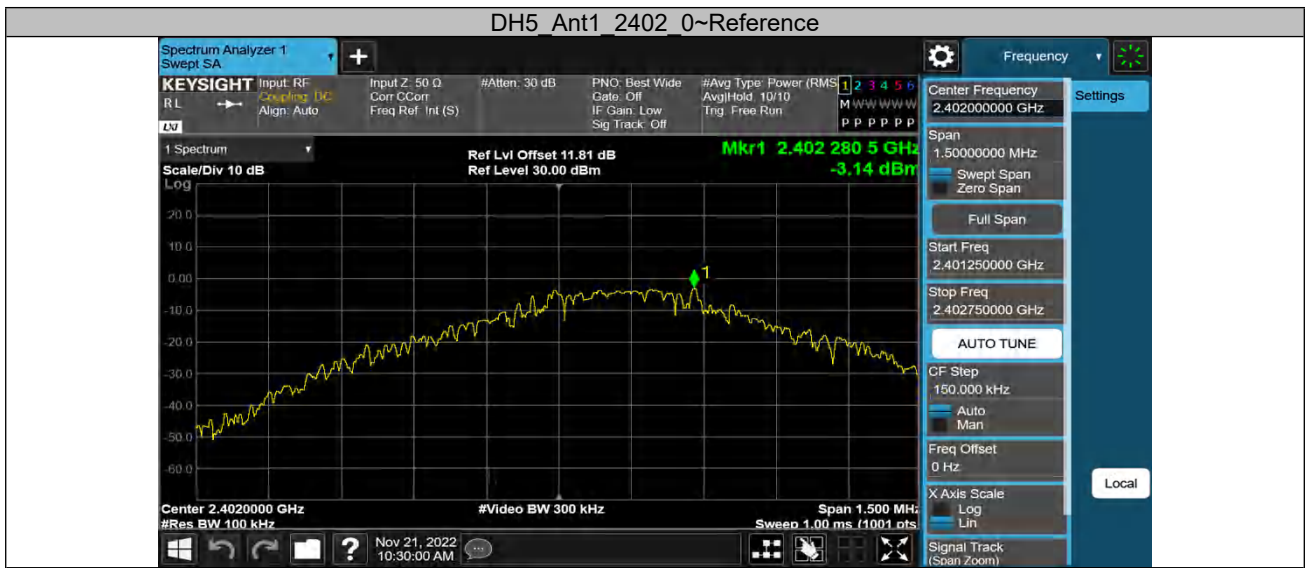 DH5_Ant1_2402_0~Reference
Spectrum Analyzer 1
Swept SA
+
Frequency
KEYSIGHT
RL
LXI
Input: RF
Coupling: DC
Align: Auto
Input Z: 50 Ω
Corr CCorr
Freq Ref: Int (S)
#Atten: 30 dB
PNO: Best Wide
Gate: Off
IF Gain: Low
Sig Track: Off
#Avg Type: Power (RMS
Avg|Hold: 10/10
Trig: Free Run
1 2 3 4 5 6
M W W W W W
P P P P P P
1 Spectrum
Scale/Div 10 dB
Log
Ref Lvl Offset 11.81 dB
Ref Level 30.00 dBm
Mkr1 2.402 280 5 GHz
-3.14 dBm
20.0
10.0
0.00
-10.0
-20.0
-30.0
-40.0
-50.0
-60.0
1
Center 2.4020000 GHz
#Res BW 100 kHz
#Video BW 300 kHz
Span 1.500 MHz
Sweep 1.00 ms (1001 pts
?
Nov 21, 2022
10:30:00 AM
Center Frequency
2.402000000 GHz
Span
1.50000000 MHz
Swept Span
Zero Span
Full Span
Start Freq
2.401250000 GHz
Stop Freq
2.402750000 GHz
AUTO TUNE
CF Step
150.000 kHz
Auto
Man
Freq Offset
0 Hz
X Axis Scale
Log
Lin
Signal Track
(Span Zoom)
Settings
Local